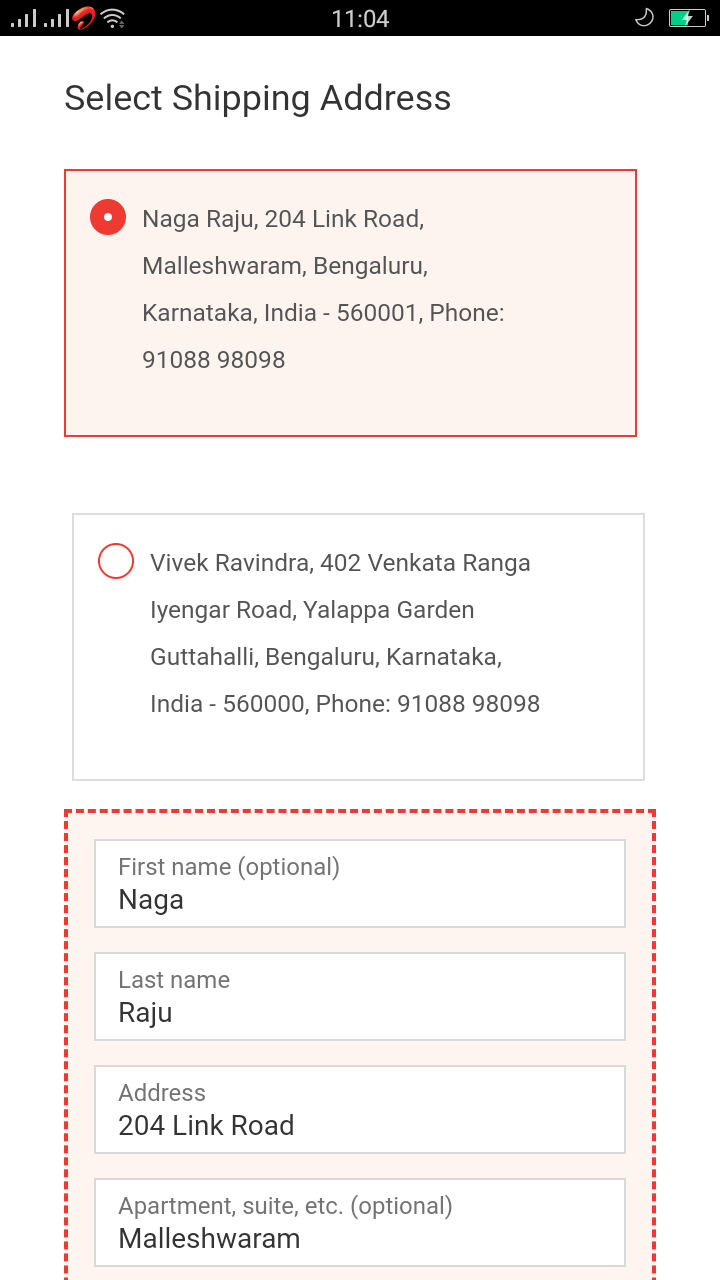 11:04
Select Shipping Address
Naga Raju, 204 Link Road,
Malleshwaram, Bengaluru,
Karnataka, India - 560001, Phone:
91088 98098
Vivek Ravindra, 402 Venkata Ranga
Iyengar Road, Yalappa Garden
Guttahalli, Bengaluru, Karnataka,
India - 560000, Phone: 91088 98098
First name (optional)
Naga
Last name
Raju
Address
204 Link Road
Apartment, suite, etc. (optional)
Malleshwaram